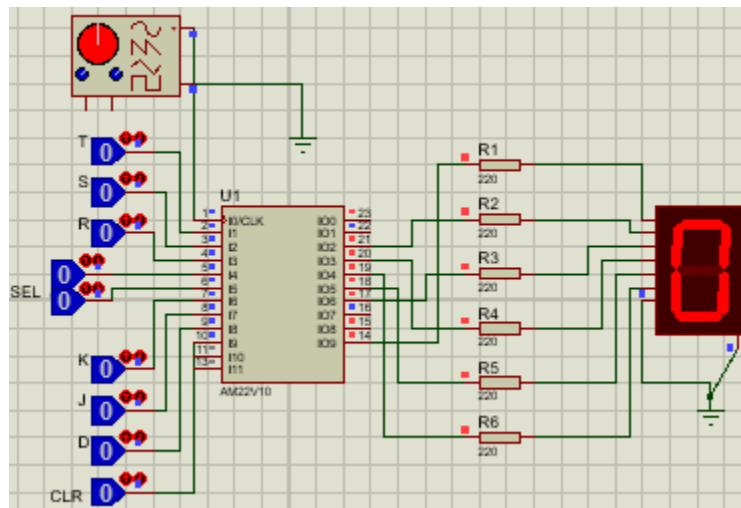 T
0
S
0
R
0
SEL
0
0
K
0
J
0
D
0
CLR
0
U1
1
2
3
4
5
6
7
8
9
10
11
13
I0/CLK
I1
I2
I3
I4
I5
I6
I7
I8
I9
I10
I11
IO0
IO1
IO2
IO3
IO4
IO5
IO6
IO7
IO8
IO9
23
22
21
20
19
18
17
16
15
14
AM22V10
R1
220
R2
220
R3
220
R4
220
R5
220
R6
220
0